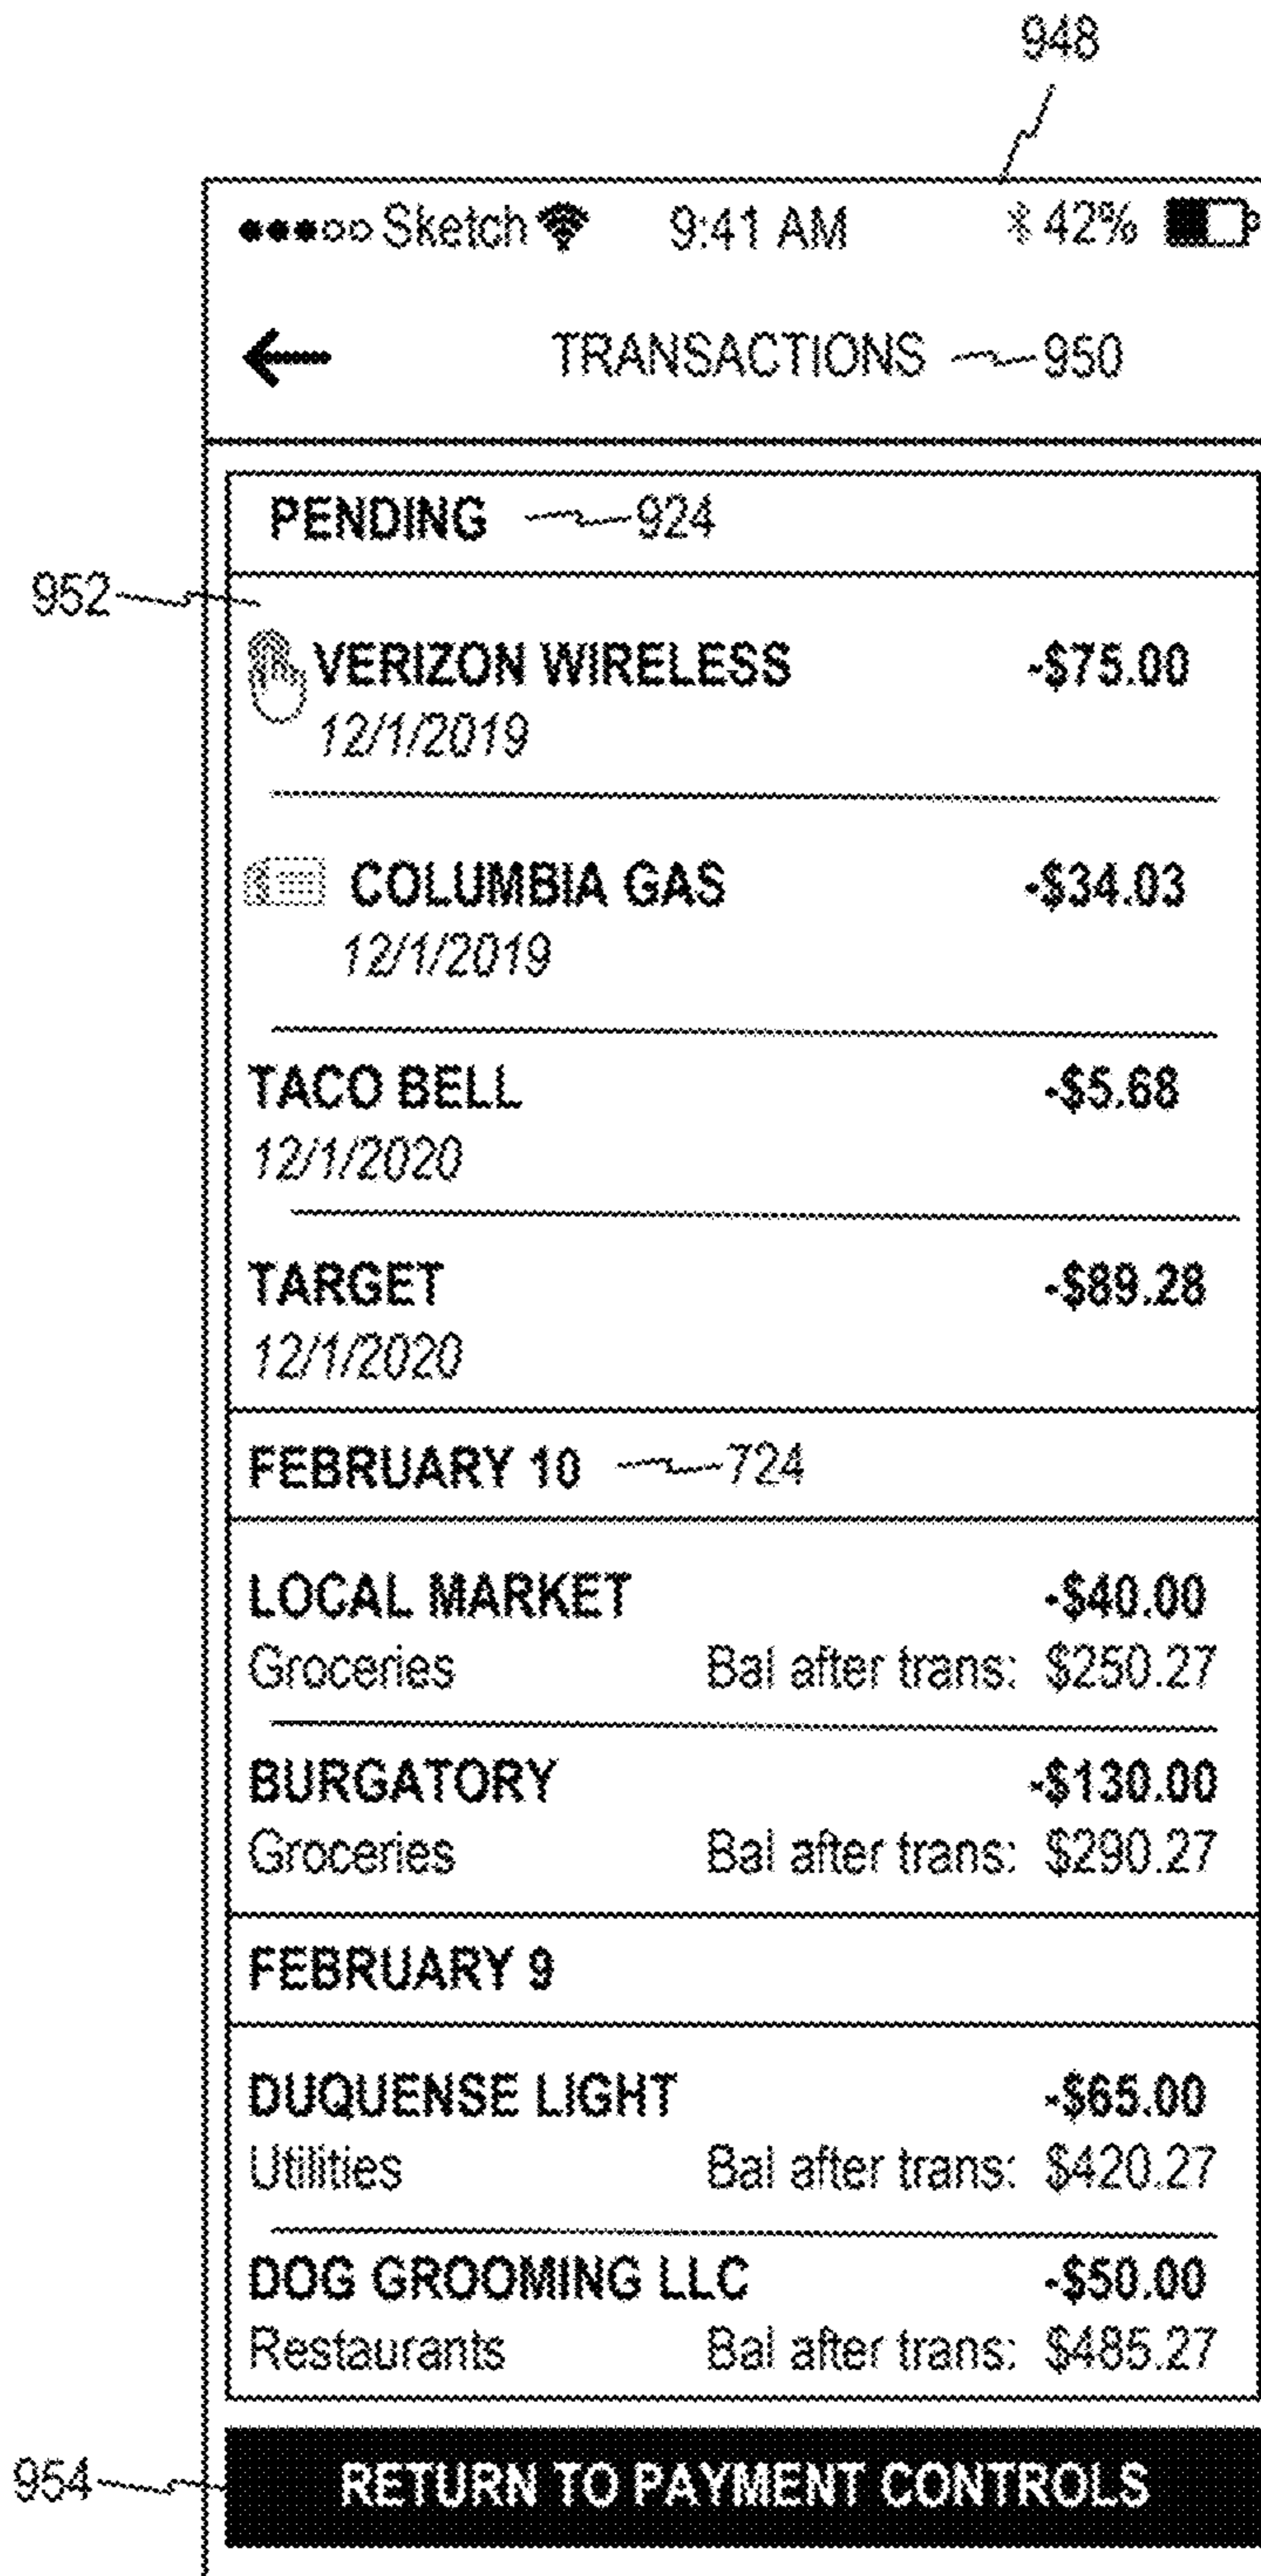 948
Sketch 9:41 AM 42%
TRANSACTIONS 950
PENDING 924
952
VERIZON WIRELESS -$75.00
12/1/2019
COLUMBIA GAS -$34.03
12/1/2019
TACO BELL -$5.68
12/1/2020
TARGET -$89.28
12/1/2020
FEBRUARY 10 724
LOCAL MARKET -$40.00
Groceries Bal after trans: $250.27
BURGATORY -$130.00
Groceries Bal after trans: $290.27
FEBRUARY 9
DUQUENSE LIGHT -$65.00
Utilities Bal after trans: $420.27
DOG GROOMING LLC -$50.00
Restaurants Bal after trans: $485.27
954 RETURN TO PAYMENT CONTROLS